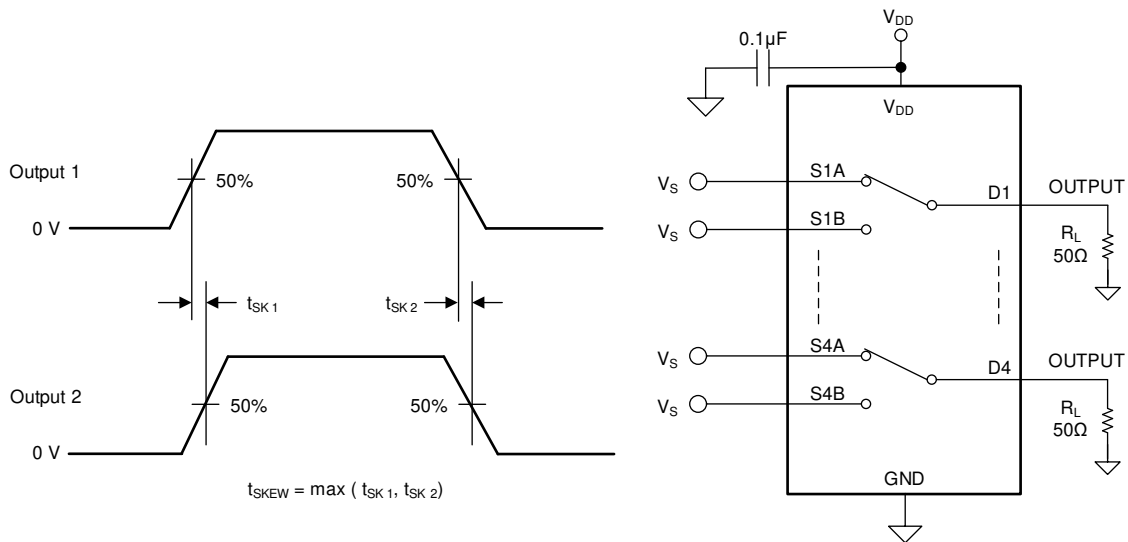 Output 1
50%
50%
0 V
tSK 1
tSK 2
Output 2
50%
50%
0 V
tSKEW = max ( tSK 1, tSK 2)
VDD
0.1µF
VDD
VS
S1A
D1
OUTPUT
VS
S1B
RL
50Ω
VS
S4A
D4
OUTPUT
VS
S4B
RL
50Ω
GND